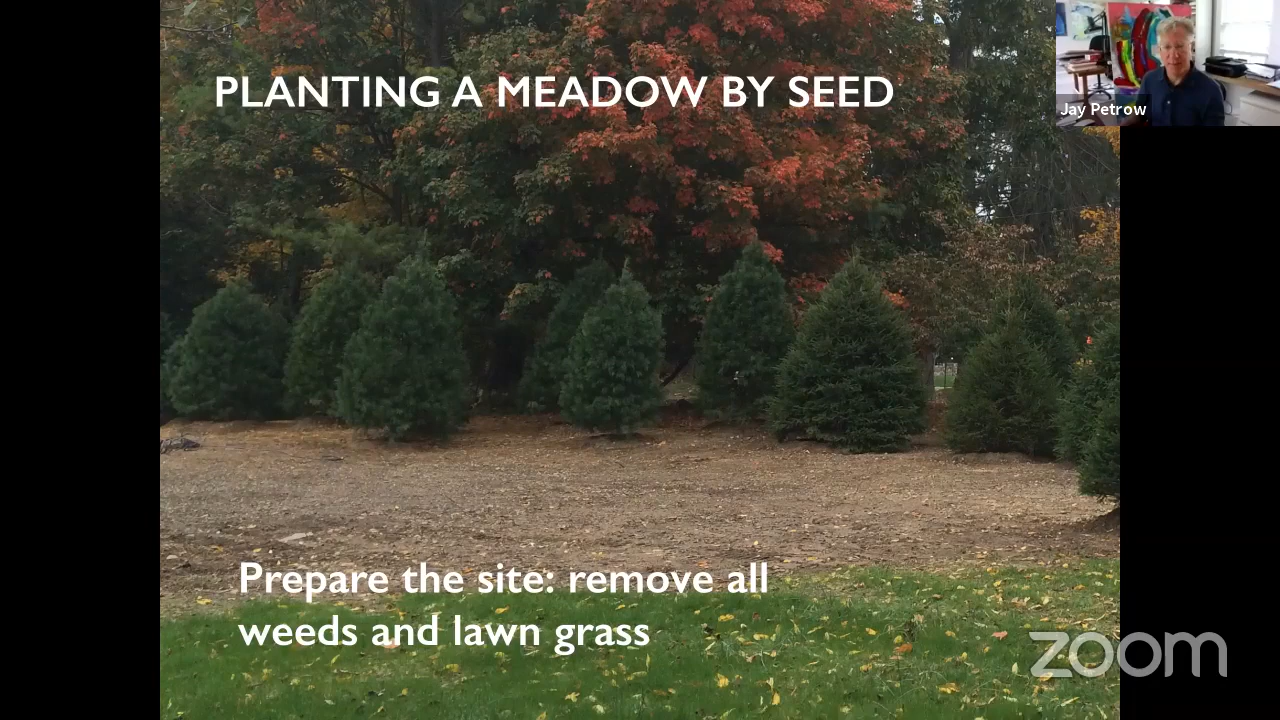 PLANTING A MEADOW BY SEED
Jay Petrow
Prepare the site: remove all
weeds and lawn grass
zoom